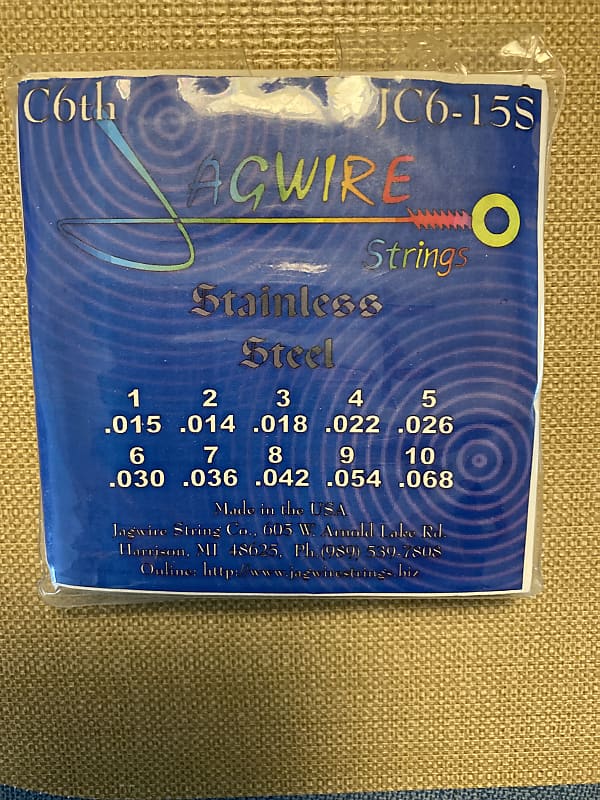 C6th JC6-15S
JAGWIRE
Strings
Stainless
Steel
1 2 3 4 5
.015 .014 .018 .022 .026
6 7 8 9 10
.030 .036 .042 .054 .068
Made in the USA
Jagwire String Co., 605 W. Arnold Lake Rd.
Harrison, MI 48625, Ph.(989) 539-7808
Online: http://www.jagwirestrings.biz